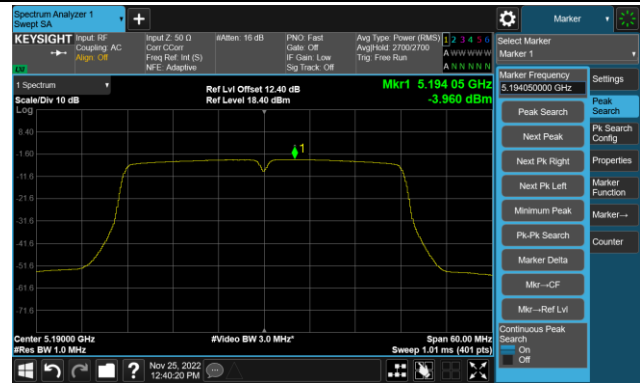 Spectrum Analyzer 1
Swept SA
Marker
KEYSIGHT
Input: RF
Coupling: AC
Align: Off
Input Z: 50 Ω
Corr CCorr
Freq Ref: Int (S)
NFE: Adaptive
#Atten: 16 dB
PNO: Fast
Gate: Off
IF Gain: Low
Sig Track: Off
Avg Type: Power (RMS)
Avg|Hold: 2700/2700
Trig: Free Run
1 2 3 4 5 6
A W W W W W
A N N N N N
Select Marker
Marker 1
1 Spectrum
Scale/Div 10 dB
Log
Ref Lvl Offset 12.40 dB
Ref Level 18.40 dBm
Mkr1 5.194 05 GHz
-3.960 dBm
8.40
-1.60
-11.6
-21.6
-31.6
-41.6
-51.6
-61.6
-71.6
1
Center 5.19000 GHz
#Res BW 1.0 MHz
#Video BW 3.0 MHz*
Span 60.00 MHz
Sweep 1.01 ms (401 pts)
Marker Frequency
5.194050000 GHz
Peak Search
Next Peak
Next Pk Right
Next Pk Left
Minimum Peak
Pk-Pk Search
Marker Delta
Mkr→CF
Mkr→Ref Lvl
Continuous Peak
Search
On
Off
Settings
Peak
Search
Pk Search
Config
Properties
Marker
Function
Marker→
Counter
Nov 25, 2022
12:40:20 PM